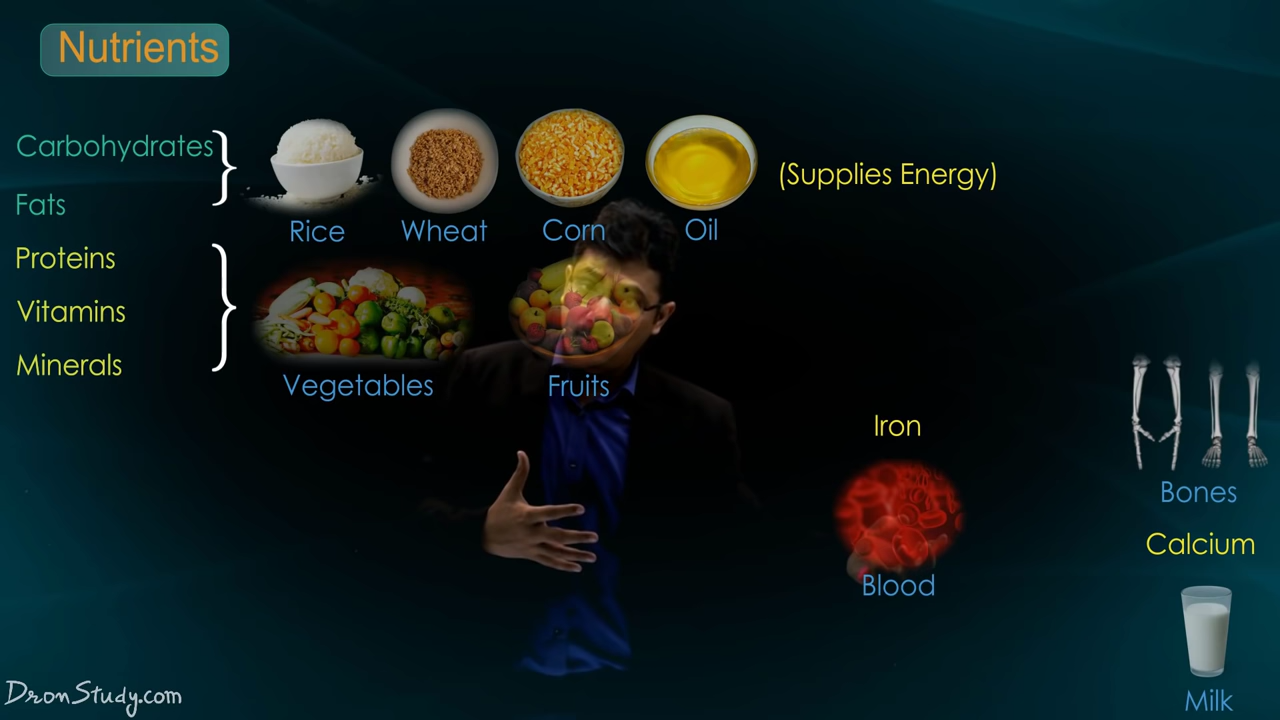 Nutrients
Carbohydrates
Fats
Proteins
Vitamins
Minerals
Rice Wheat Corn Oil
(Supplies Energy)
Vegetables Fruits
Iron
Blood
Bones
Calcium
Milk
DronStudy.com